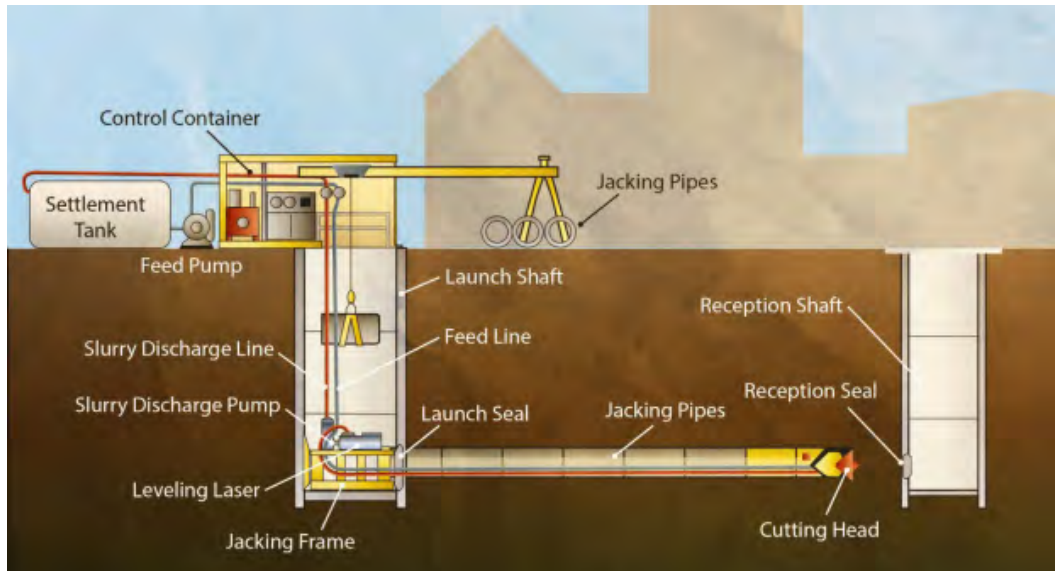 Control Container
Jacking Pipes
Settlement
Tank
Feed Pump
Launch Shaft
Reception Shaft
Slurry Discharge Line
Feed Line
Reception Seal
Slurry Discharge Pump
Launch Seal
Jacking Pipes
Leveling Laser
Cutting Head
Jacking Frame